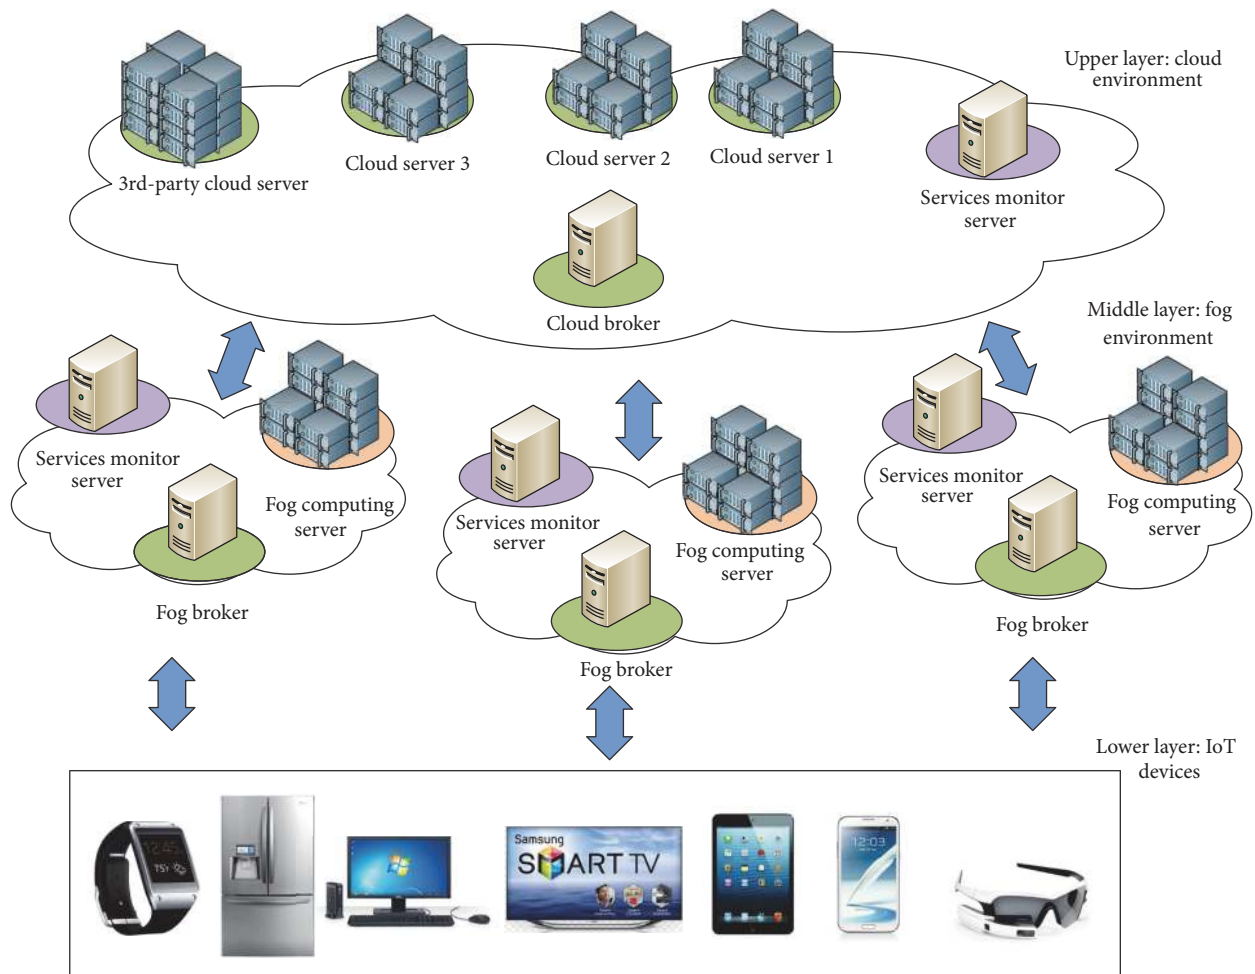 Upper layer: cloud
environment
3rd-party cloud server
Cloud server 3
Cloud server 2
Cloud server 1
Services monitor
server
Cloud broker
Middle layer: fog
environment
Services monitor
server
Fog computing
server
Fog broker
Services monitor
server
Fog computing
server
Fog broker
Services monitor
server
Fog computing
server
Fog broker
Lower layer: IoT
devices
Samsung
SMART TV
12:03